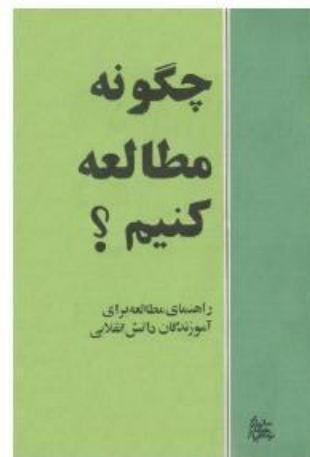 چگونه
مطالعه
کنیم ؟
راهنمای مطالعه برای
آموزندگان دانش انقلابی